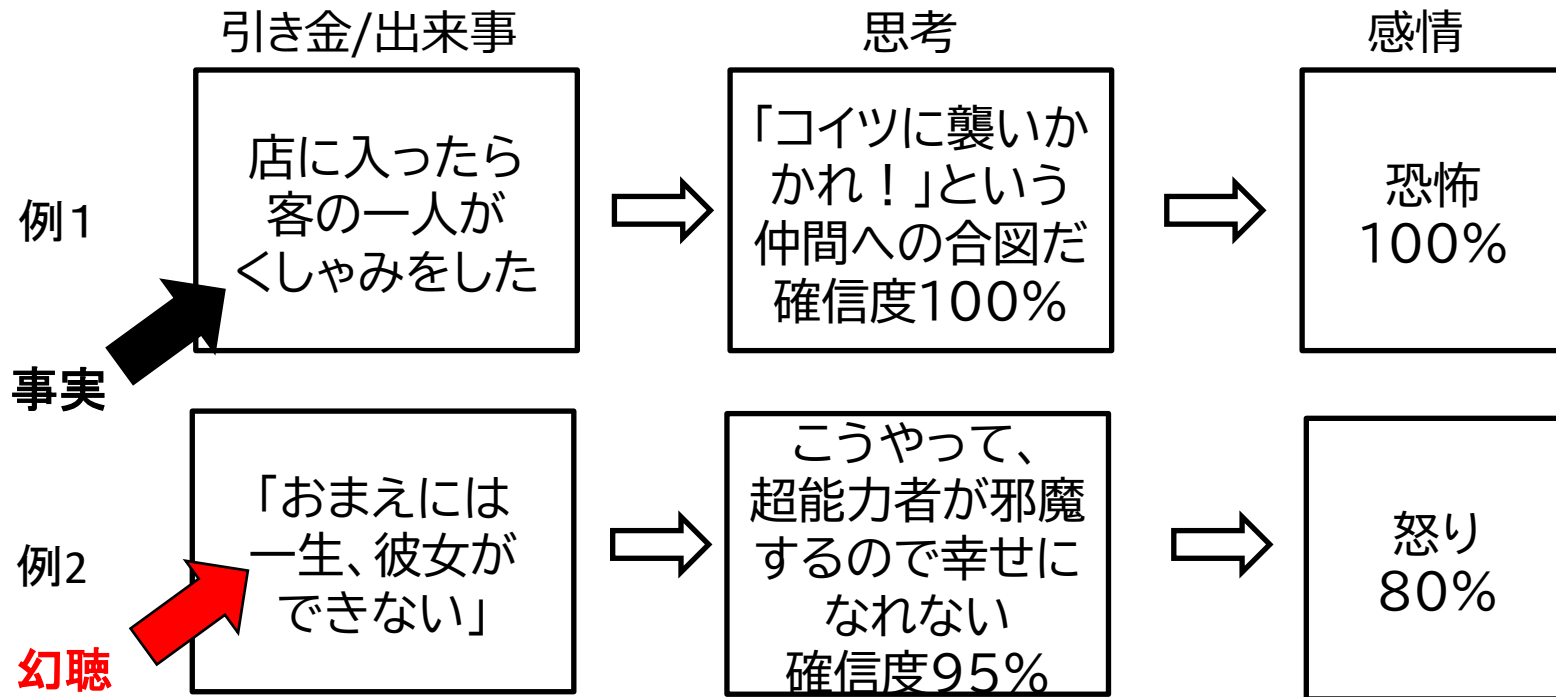 引き金/出来事
思考
感情
例1
店に入ったら
客の一人が
くしゃみをした
「コイツに襲いか
かれ！」という
仲間への合図だ
確信度100%
恐怖
100%
事実
例2
「おまえには
一生、彼女が
できない」
こうやって、
超能力者が邪魔
するので幸せに
なれない
確信度95%
怒り
80%
幻聴